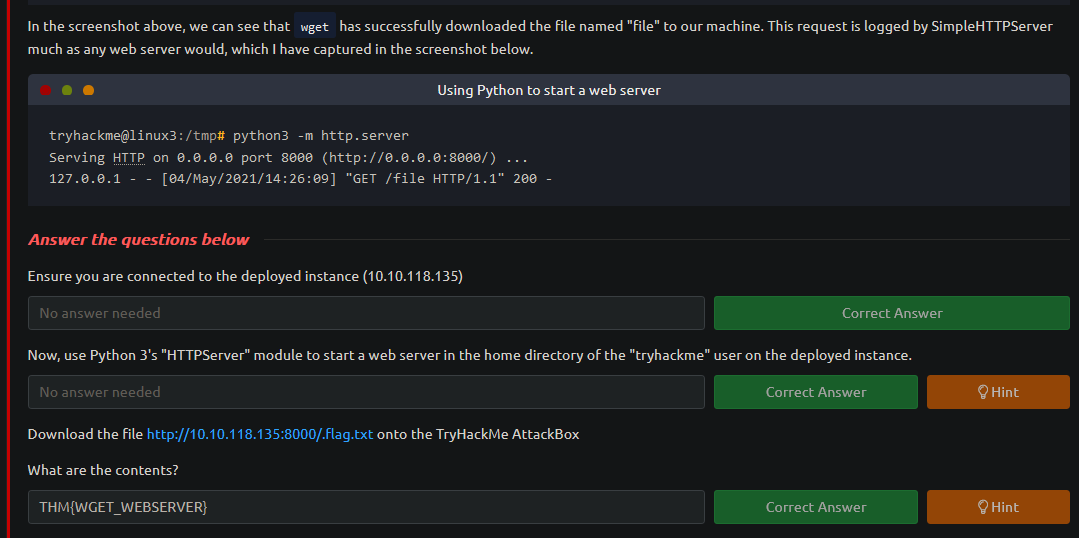 In the screenshot above, we can see that wget has successfully downloaded the file named "file" to our machine. This request is logged by SimpleHTTPServer
much as any web server would, which I have captured in the screenshot below.
Using Python to start a web server
tryhackme@linux3:/tmp# python3 -m http.server
Serving HTTP on 0.0.0.0 port 8000 (http://0.0.0.0:8000/) ...
127.0.0.1 - - [04/May/2021/14:26:09] "GET /file HTTP/1.1" 200 -
Answer the questions below
Ensure you are connected to the deployed instance (10.10.118.135)
No answer needed Correct Answer
Now, use Python 3's "HTTPServer" module to start a web server in the home directory of the "tryhackme" user on the deployed instance.
No answer needed Correct Answer Hint
Download the file http://10.10.118.135:8000/.flag.txt onto the TryHackMe AttackBox
What are the contents?
THM{WGET_WEBSERVER} Correct Answer Hint